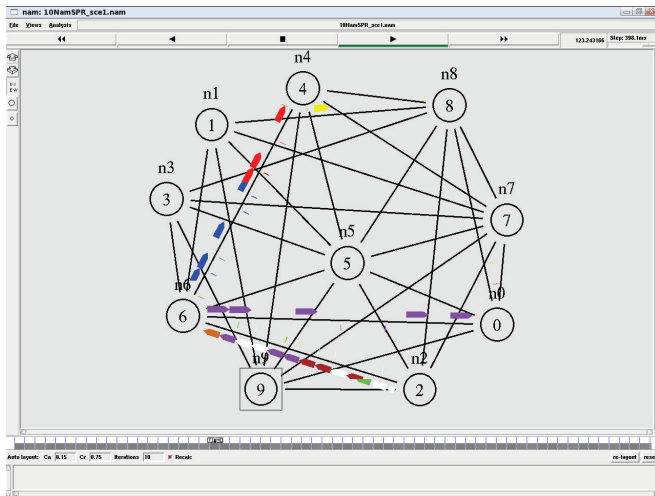 nam: 10NamSPR_sce1.nam
File Views Analysis 10NamSPR_sce1.nam
123.243166 Step: 398.1ms
n4
4
n8
8
n1
1
n3
3
n7
7
n5
5
n6
6
n0
0
n9
9
n2
2
Auto layout: Ca 0.15 Cr 0.75 Iterations 10 Recalc re-layout rese